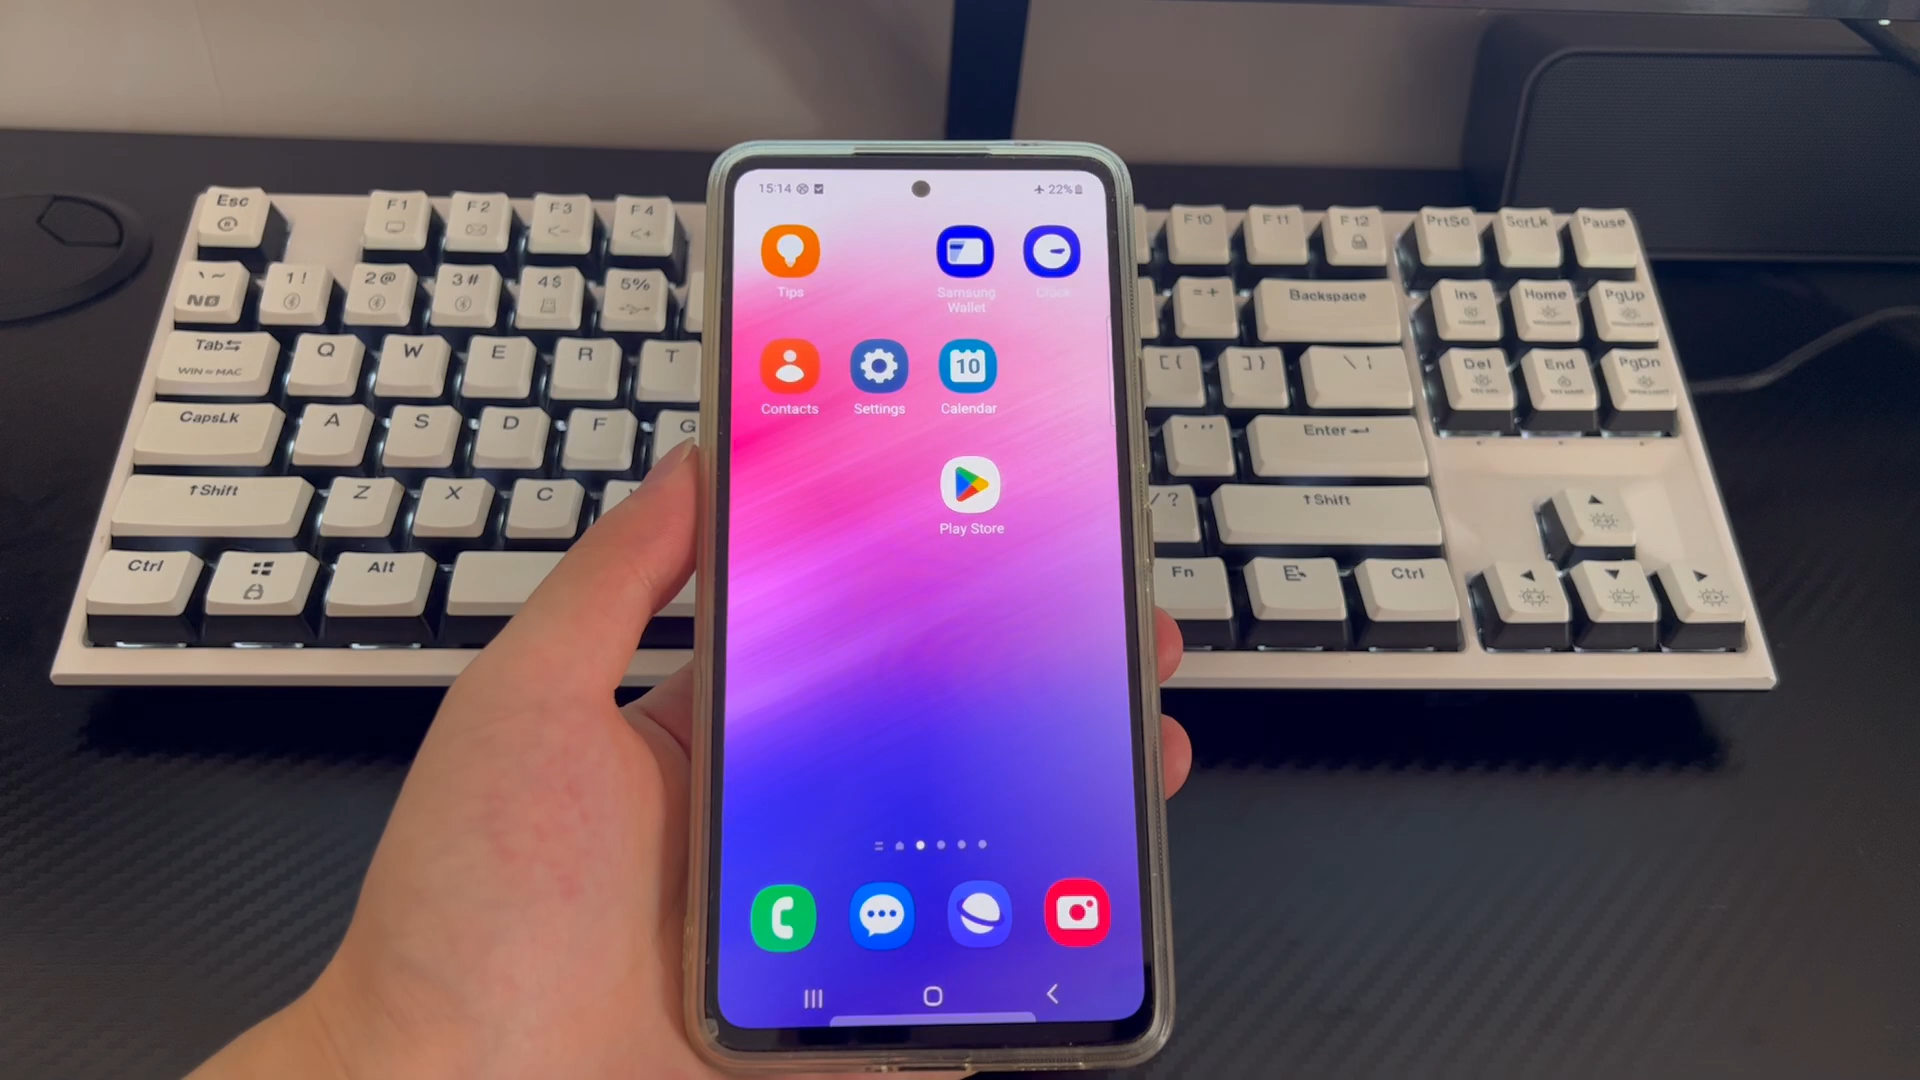 15:14
22%
Tips
Samsung
Wallet
Clock
Contacts
Settings
10
Calendar
Play Store
Esc
F1
F2
F3
F4
F10
F11
F12
PrtSc
ScrLk
Pause
`~
1!
2@
3#
4$
5%
=+
Backspace
Ins
Home
PgUp
Tab
WIN MAC
Q
W
E
R
T
[{
]}
\|
Del
End
PgDn
CapsLk
A
S
D
F
G
'"
Enter
Shift
Z
X
C
/?
Shift
Ctrl
Alt
Fn
Ctrl